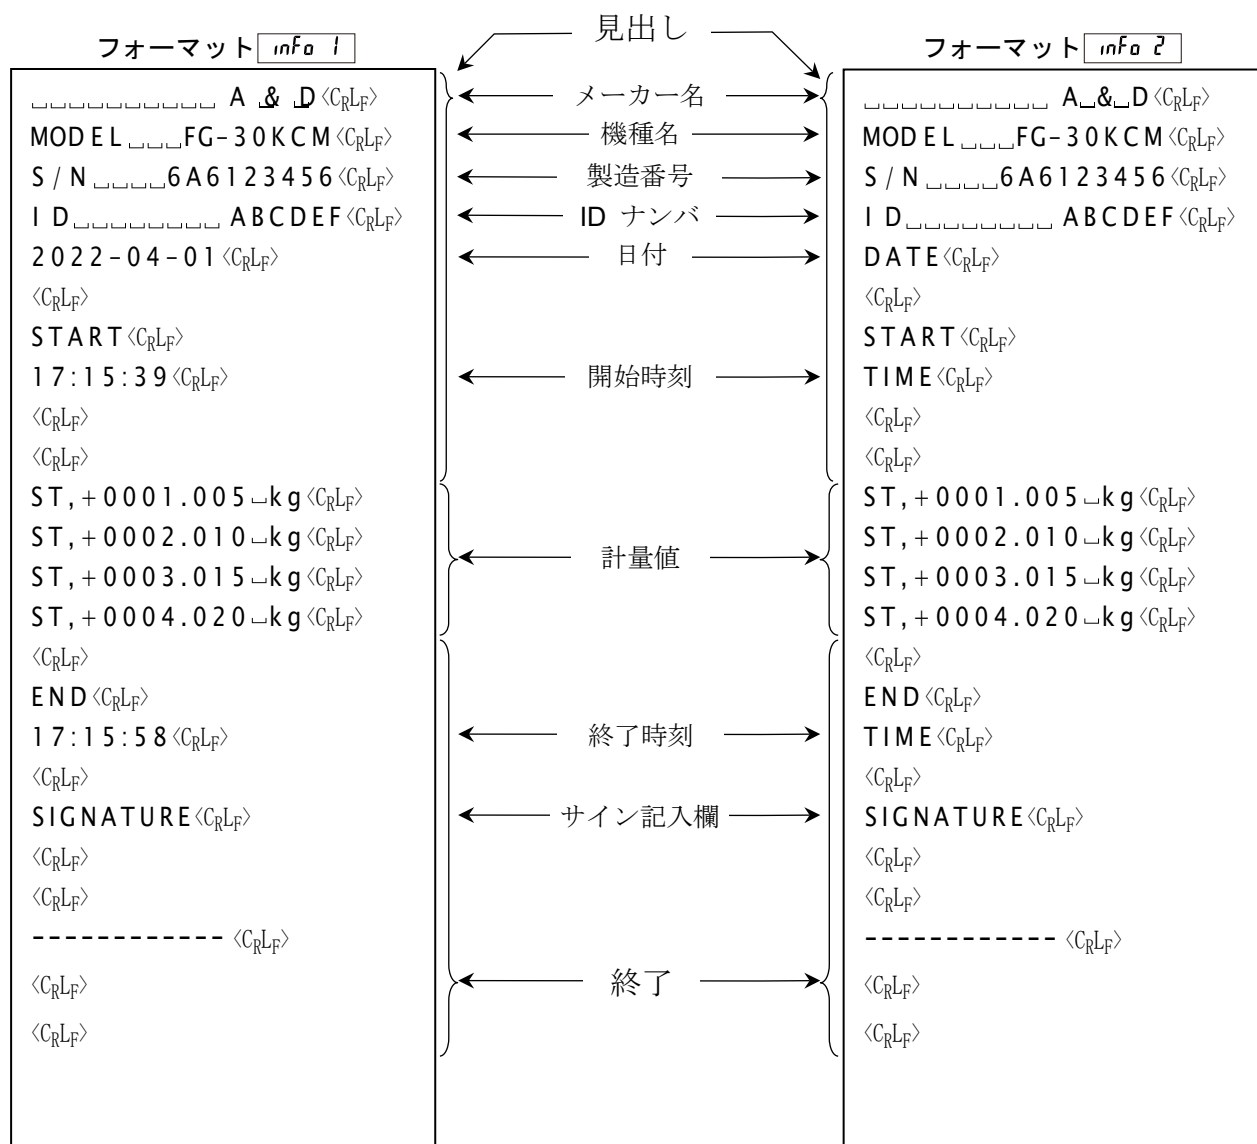 見出し
フォーマット info 1
␣␣␣␣␣␣␣␣␣␣ A ␣& ␣D〈CRLF〉
MODEL␣␣␣FG-30KCM〈CRLF〉
S/N␣␣␣␣6A6123456〈CRLF〉
ID␣␣␣␣␣␣␣␣ ABCDEF〈CRLF〉
2022-04-01〈CRLF〉
〈CRLF〉
START〈CRLF〉
17:15:39〈CRLF〉
〈CRLF〉
〈CRLF〉
ST,+0001.005␣kg〈CRLF〉
ST,+0002.010␣kg〈CRLF〉
ST,+0003.015␣kg〈CRLF〉
ST,+0004.020␣kg〈CRLF〉
〈CRLF〉
END〈CRLF〉
17:15:58〈CRLF〉
〈CRLF〉
SIGNATURE〈CRLF〉
〈CRLF〉
〈CRLF〉
------------ 〈CRLF〉
〈CRLF〉
〈CRLF〉
メーカー名
機種名
製造番号
ID ナンバ
日付
開始時刻
計量値
終了時刻
サイン記入欄
終了
フォーマット info 2
␣␣␣␣␣␣␣␣␣␣ A␣&␣D〈CRLF〉
MODEL␣␣␣FG-30KCM〈CRLF〉
S/N␣␣␣␣6A6123456〈CRLF〉
ID␣␣␣␣␣␣␣␣ ABCDEF〈CRLF〉
DATE〈CRLF〉
〈CRLF〉
START〈CRLF〉
TIME〈CRLF〉
〈CRLF〉
〈CRLF〉
ST,+0001.005␣kg〈CRLF〉
ST,+0002.010␣kg〈CRLF〉
ST,+0003.015␣kg〈CRLF〉
ST,+0004.020␣kg〈CRLF〉
〈CRLF〉
END〈CRLF〉
TIME〈CRLF〉
〈CRLF〉
SIGNATURE〈CRLF〉
〈CRLF〉
〈CRLF〉
------------ 〈CRLF〉
〈CRLF〉
〈CRLF〉